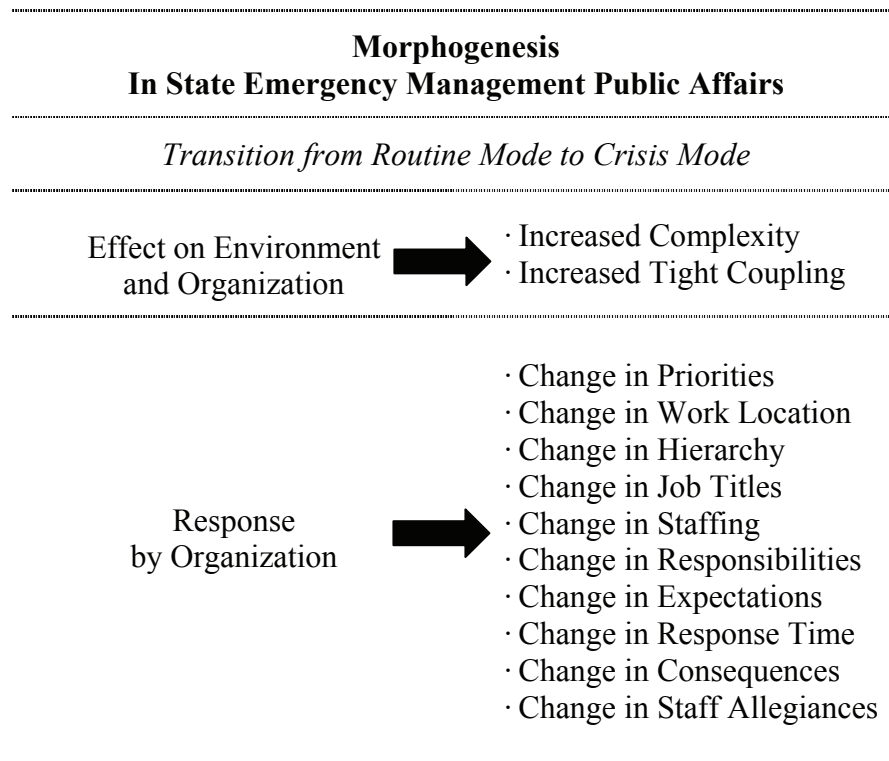 Morphogenesis
In State Emergency Management Public Affairs
Transition from Routine Mode to Crisis Mode
Effect on Environment
and Organization
· Increased Complexity
· Increased Tight Coupling
Response
by Organization
· Change in Priorities
· Change in Work Location
· Change in Hierarchy
· Change in Job Titles
· Change in Staffing
· Change in Responsibilities
· Change in Expectations
· Change in Response Time
· Change in Consequences
· Change in Staff Allegiances